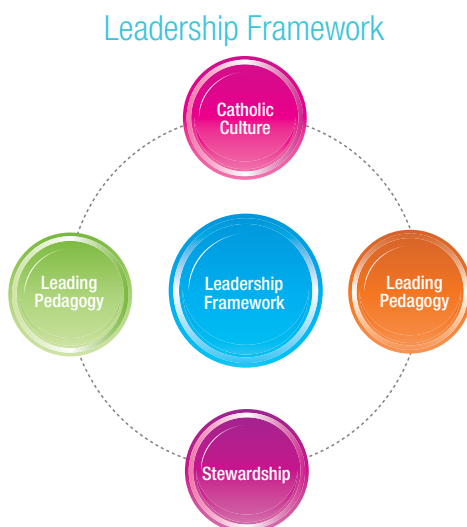 Leadership Framework
Catholic
Culture
Leading
Pedagogy
Leadership
Framework
Leading
Pedagogy
Stewardship